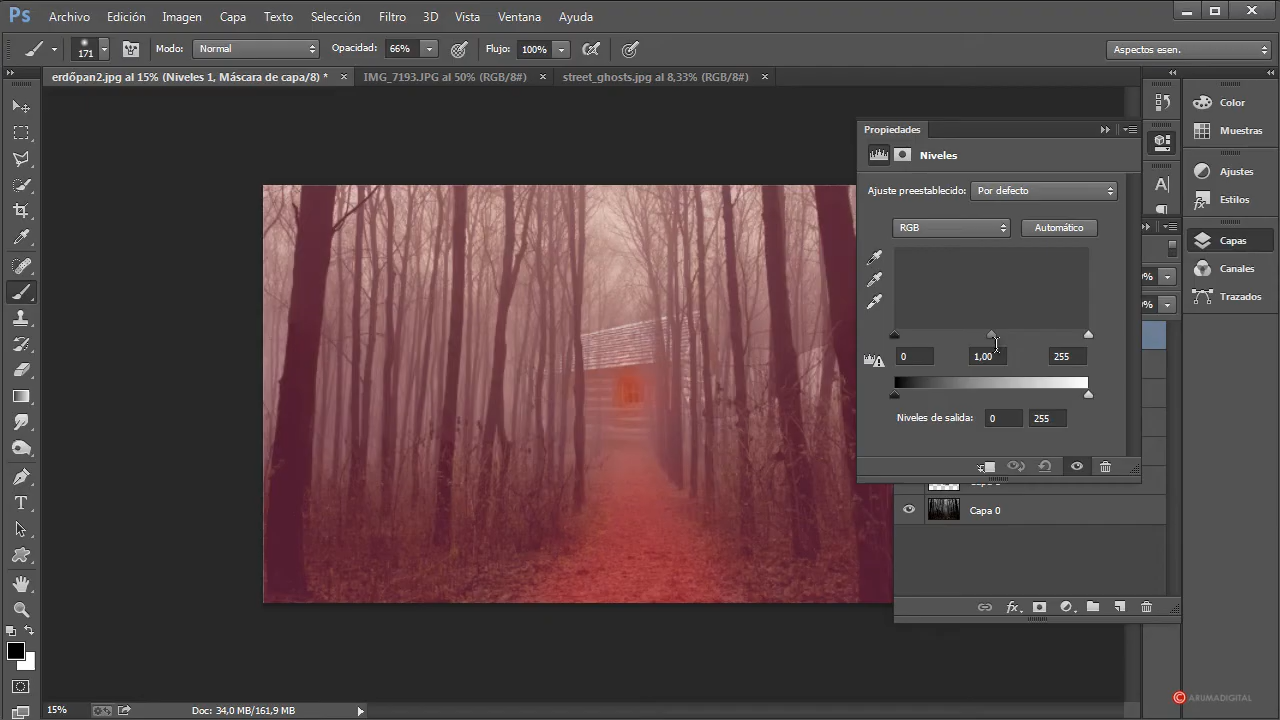 Ps Archivo Edición Imagen Capa Texto Selección Filtro 3D Vista Ventana Ayuda
171 Modo: Normal Opacidad: 66% Flujo: 100% Aspectos esen.
erdőpan2.jpg al 15% (Niveles 1, Máscara de capa/8) * × IMG_7193.JPG al 50% (RGB/8#) × street_ghosts.jpg al 8,33% (RGB/8#) ×
Propiedades
Niveles
Ajuste preestablecido: Por defecto
RGB Automático
0 1,00 255
Niveles de salida: 0 255
Color
Muestras
Ajustes
Estilos
Capas
Canales
Trazados
Capa 0
15% Doc: 34,0 MB/161,9 MB
© ARUMADIGITAL